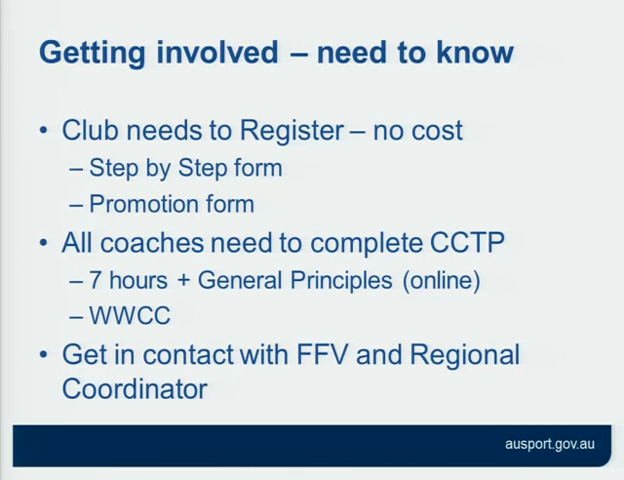 Getting involved – need to know
• Club needs to Register – no cost
– Step by Step form
– Promotion form
• All coaches need to complete CCTP
– 7 hours + General Principles (online)
– WWCC
• Get in contact with FFV and Regional
Coordinator
ausport.gov.au